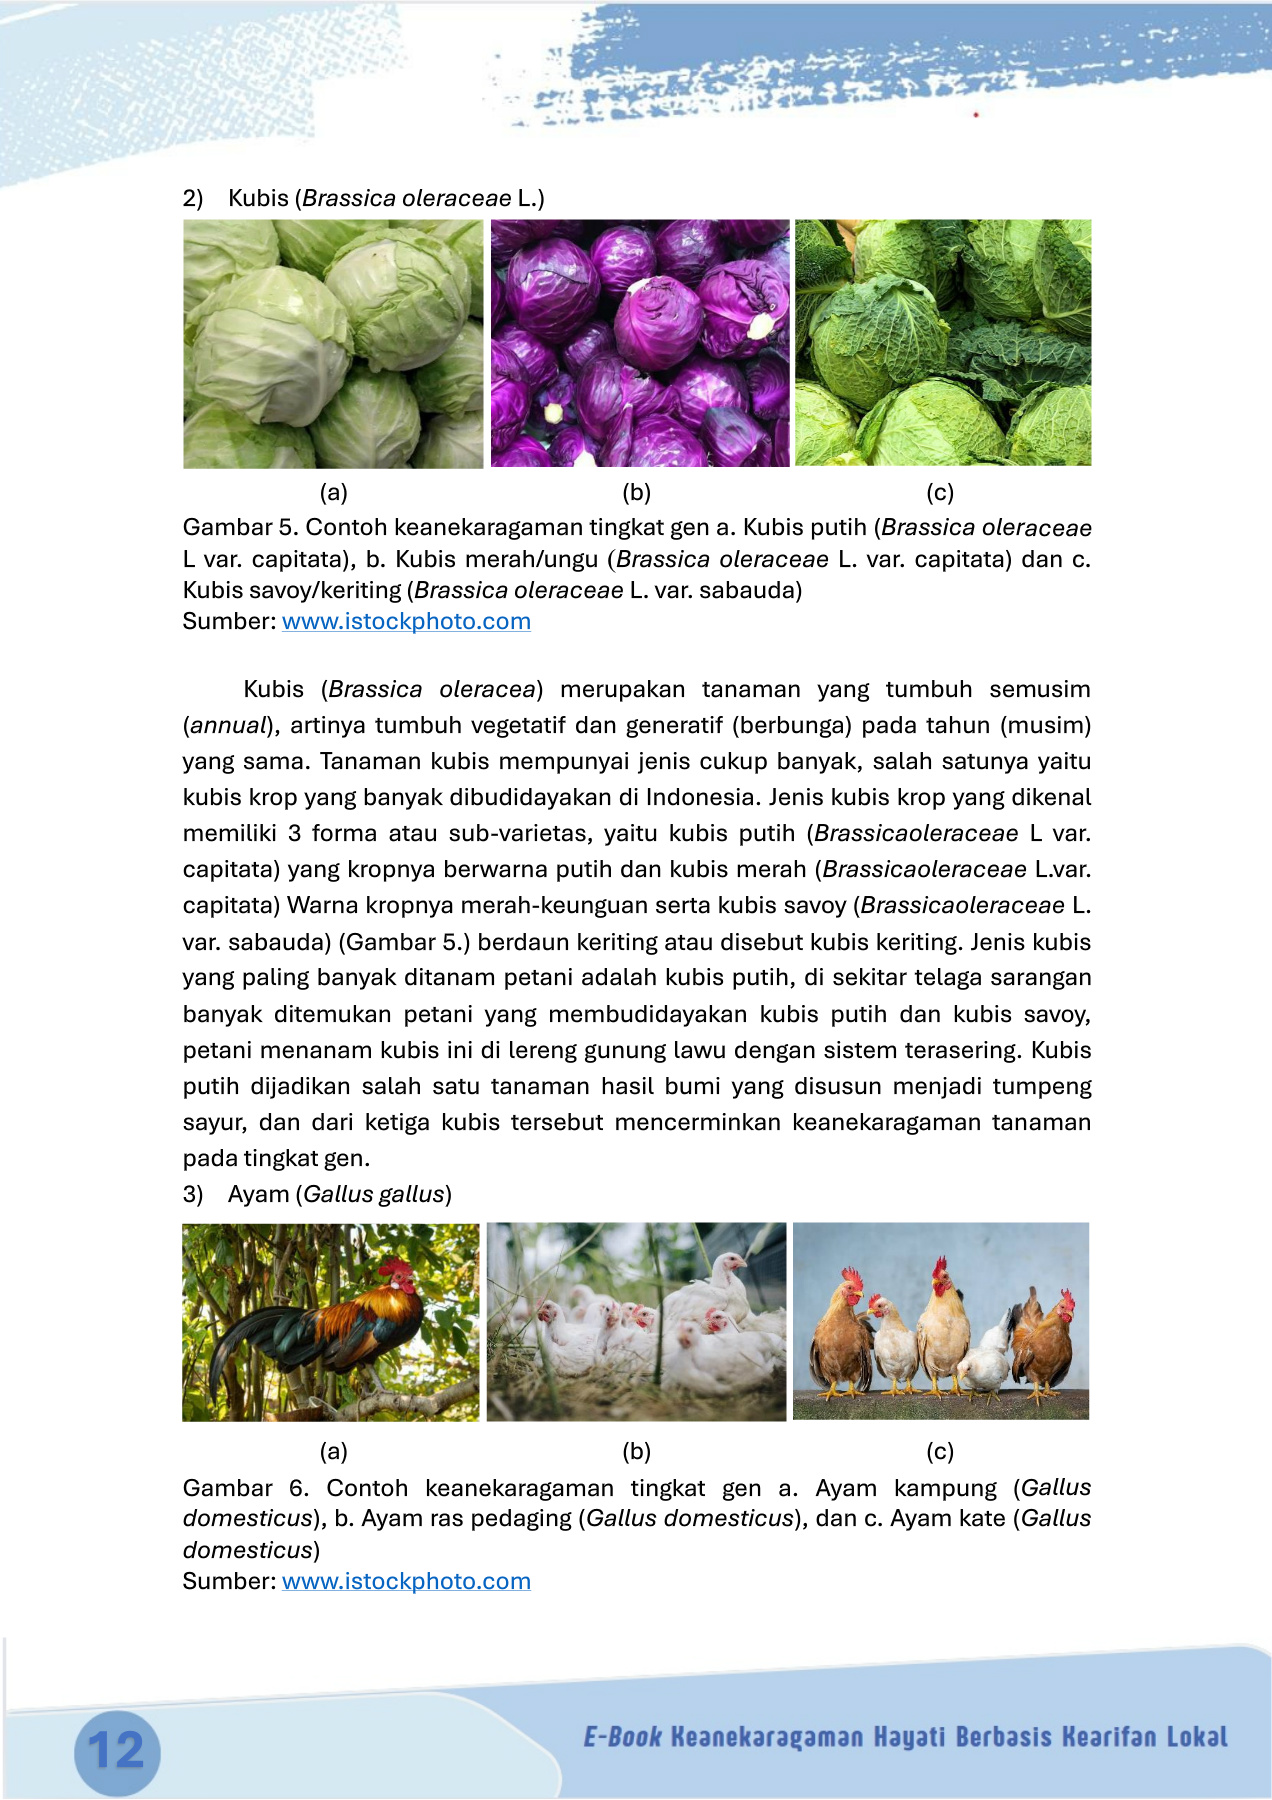 2) Kubis (Brassica oleraceae L.)
(a) (b) (c)
Gambar 5. Contoh keanekaragaman tingkat gen a. Kubis putih (Brassica oleraceae
L var. capitata), b. Kubis merah/ungu (Brassica oleraceae L. var. capitata) dan c.
Kubis savoy/keriting (Brassica oleraceae L. var. sabauda)
Sumber: www.istockphoto.com
Kubis (Brassica oleracea) merupakan tanaman yang tumbuh semusim
(annual), artinya tumbuh vegetatif dan generatif (berbunga) pada tahun (musim)
yang sama. Tanaman kubis mempunyai jenis cukup banyak, salah satunya yaitu
kubis krop yang banyak dibudidayakan di Indonesia. Jenis kubis krop yang dikenal
memiliki 3 forma atau sub-varietas, yaitu kubis putih (Brassicaoleraceae L var.
capitata) yang kropnya berwarna putih dan kubis merah (Brassicaoleraceae L.var.
capitata) Warna kropnya merah-keunguan serta kubis savoy (Brassicaoleraceae L.
var. sabauda) (Gambar 5.) berdaun keriting atau disebut kubis keriting. Jenis kubis
yang paling banyak ditanam petani adalah kubis putih, di sekitar telaga sarangan
banyak ditemukan petani yang membudidayakan kubis putih dan kubis savoy,
petani menanam kubis ini di lereng gunung lawu dengan sistem terasering. Kubis
putih dijadikan salah satu tanaman hasil bumi yang disusun menjadi tumpeng
sayur, dan dari ketiga kubis tersebut mencerminkan keanekaragaman tanaman
pada tingkat gen.
3) Ayam (Gallus gallus)
(a) (b) (c)
Gambar 6. Contoh keanekaragaman tingkat gen a. Ayam kampung (Gallus
domesticus), b. Ayam ras pedaging (Gallus domesticus), dan c. Ayam kate (Gallus
domesticus)
Sumber: www.istockphoto.com
12
E-Book Keanekaragaman Hayati Berbasis Kearifan Lokal